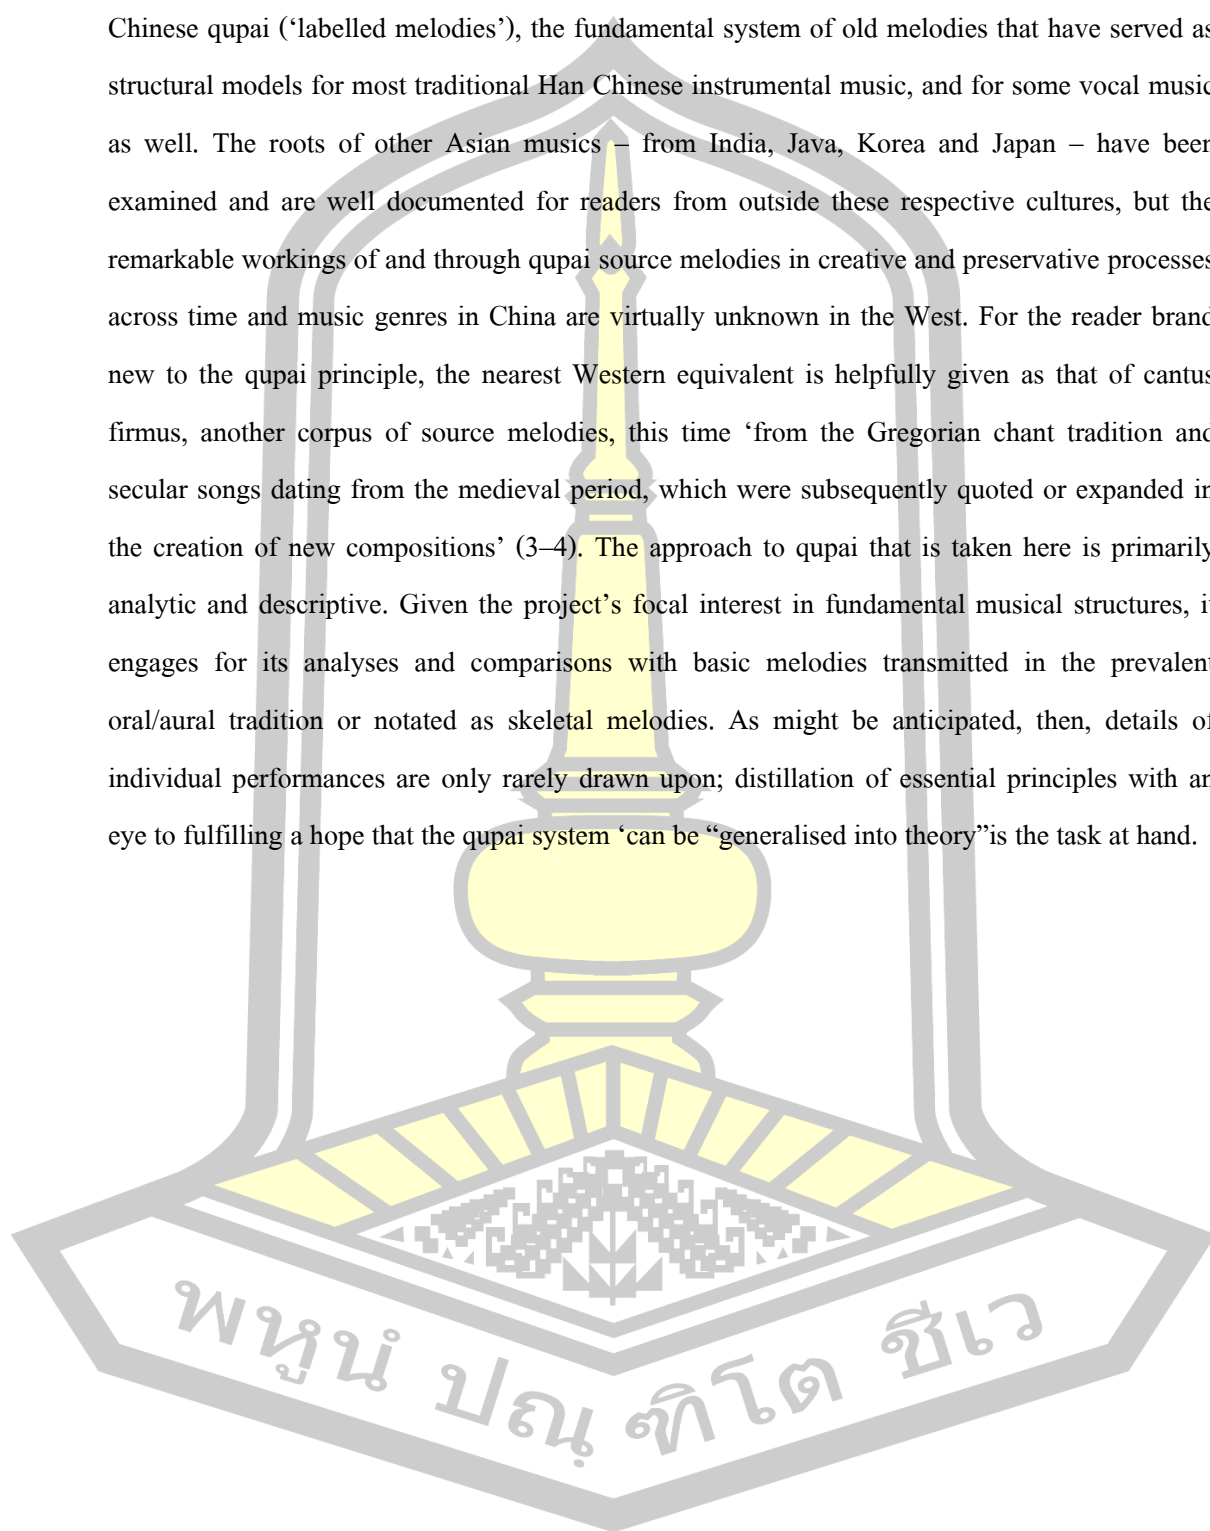 Chinese qupai (‘labelled melodies’), the fundamental system of old melodies that have served as
structural models for most traditional Han Chinese instrumental music, and for some vocal music
as well. The roots of other Asian musics – from India, Java, Korea and Japan – have been
examined and are well documented for readers from outside these respective cultures, but the
remarkable workings of and through qupai source melodies in creative and preservative processes
across time and music genres in China are virtually unknown in the West. For the reader brand
new to the qupai principle, the nearest Western equivalent is helpfully given as that of cantus
firmus, another corpus of source melodies, this time ‘from the Gregorian chant tradition and
secular songs dating from the medieval period, which were subsequently quoted or expanded in
the creation of new compositions’ (3–4). The approach to qupai that is taken here is primarily
analytic and descriptive. Given the project’s focal interest in fundamental musical structures, it
engages for its analyses and comparisons with basic melodies transmitted in the prevalent
oral/aural tradition or notated as skeletal melodies. As might be anticipated, then, details of
individual performances are only rarely drawn upon; distillation of essential principles with an
eye to fulfilling a hope that the qupai system ‘can be “generalised into theory”is the task at hand.
พหูนํ ปณฺ ฑิโต ชีเว